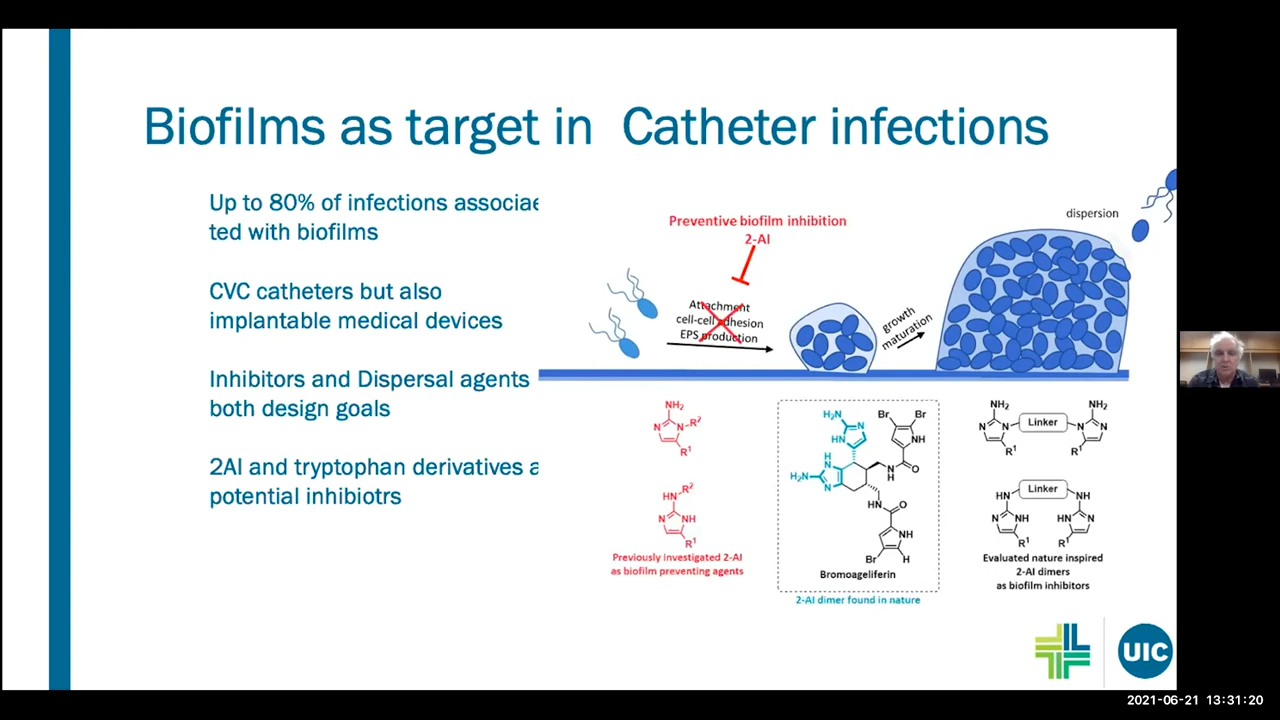 Biofilms as target in Catheter infections
Up to 80% of infections associae
ted with biofilms
CVC catheters but also
implantable medical devices
Inhibitors and Dispersal agents
both design goals
2AI and tryptophan derivatives a
potential inhibiotrs
Preventive biofilm inhibition
2-AI
Attachment
cell-cell adhesion
EPS production
growth
maturation
dispersion
NH2
N
N
R2
R1
HN
R2
N
NH
R1
Previously investigated 2-AI
as biofilm preventing agents
H2N
N
HN
Br
Br
NH
H
N
N
H
O
H2N
N
HN
O
NH
Br
H
Bromoageliferin
2-AI dimer found in nature
NH2
NH2
N
N
Linker
N
N
R1
R1
Linker
HN
NH
N
NH
HN
N
R1
R1
Evaluated nature inspired
2-AI dimers
as biofilm inhibitors
UIC
2021-06-21 13:31:20